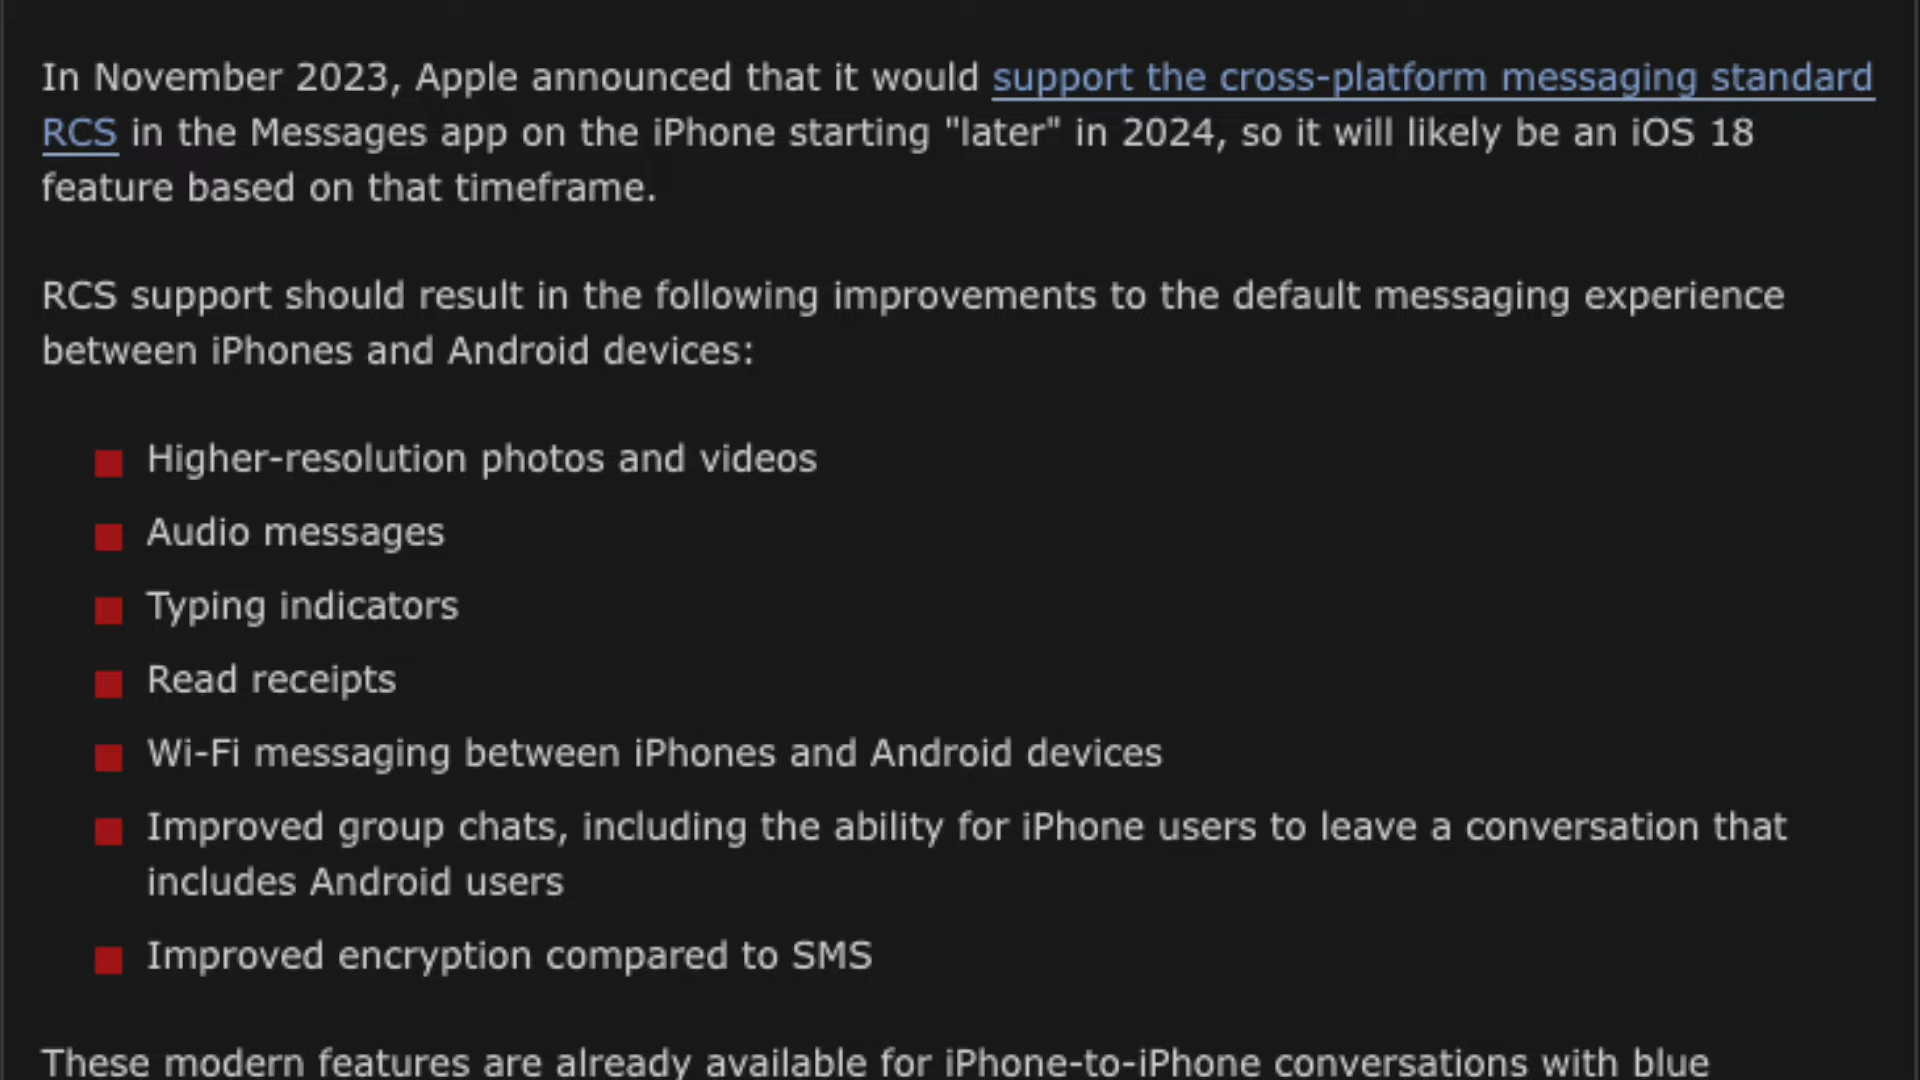 In November 2023, Apple announced that it would support the cross-platform messaging standard
RCS in the Messages app on the iPhone starting "later" in 2024, so it will likely be an iOS 18
feature based on that timeframe.
RCS support should result in the following improvements to the default messaging experience
between iPhones and Android devices:
Higher-resolution photos and videos
Audio messages
Typing indicators
Read receipts
Wi-Fi messaging between iPhones and Android devices
Improved group chats, including the ability for iPhone users to leave a conversation that
includes Android users
Improved encryption compared to SMS
These modern features are already available for iPhone-to-iPhone conversations with blue